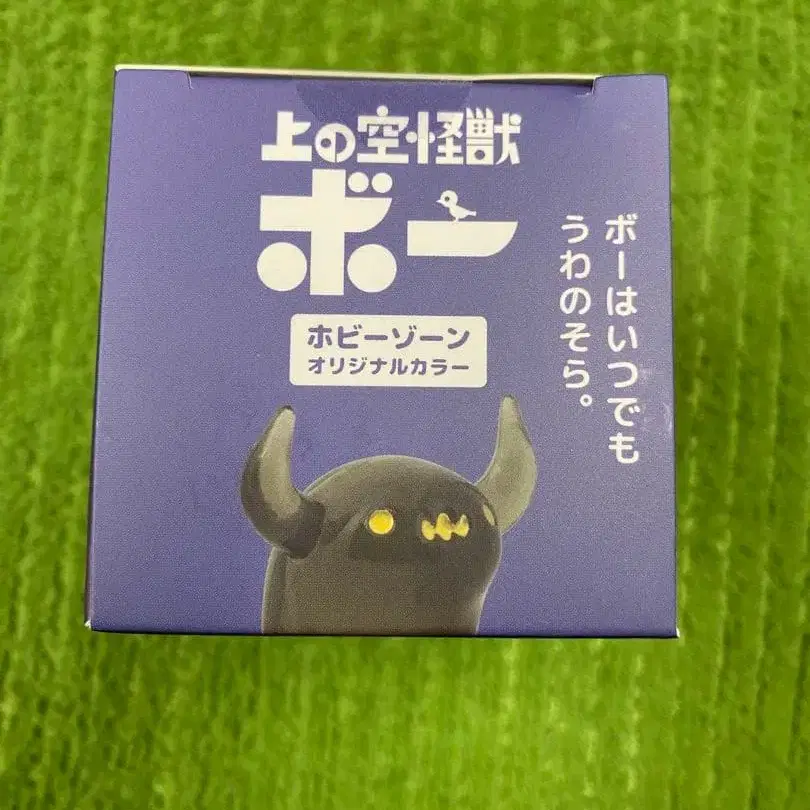 上の空怪獣
ボー
ホビーゾーン
オリジナルカラー
ボーはいつでも
うわのそら。